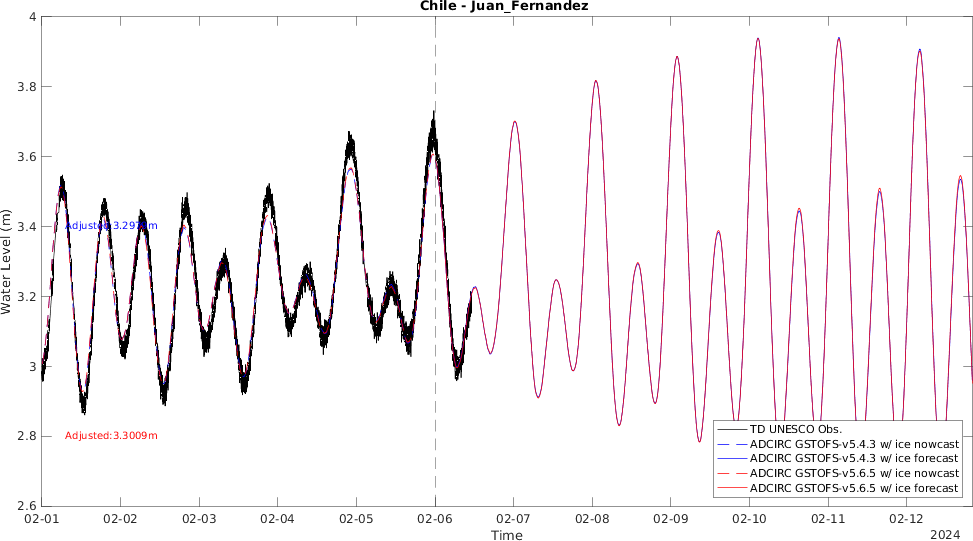 Chile - Juan_Fernandez
4
3.8
3.6
3.4
3.2
3
2.8
2.6
Water Level (m)
Adjusted:3.3009m
TD UNESCO Obs.
ADCIRC GSTOFS-v5.4.3 w/ ice nowcast
ADCIRC GSTOFS-v5.4.3 w/ ice forecast
ADCIRC GSTOFS-v5.6.5 w/ ice nowcast
ADCIRC GSTOFS-v5.6.5 w/ ice forecast
02-01 02-02 02-03 02-04 02-05 02-06 02-07 02-08 02-09 02-10 02-11 02-12
Time
2024